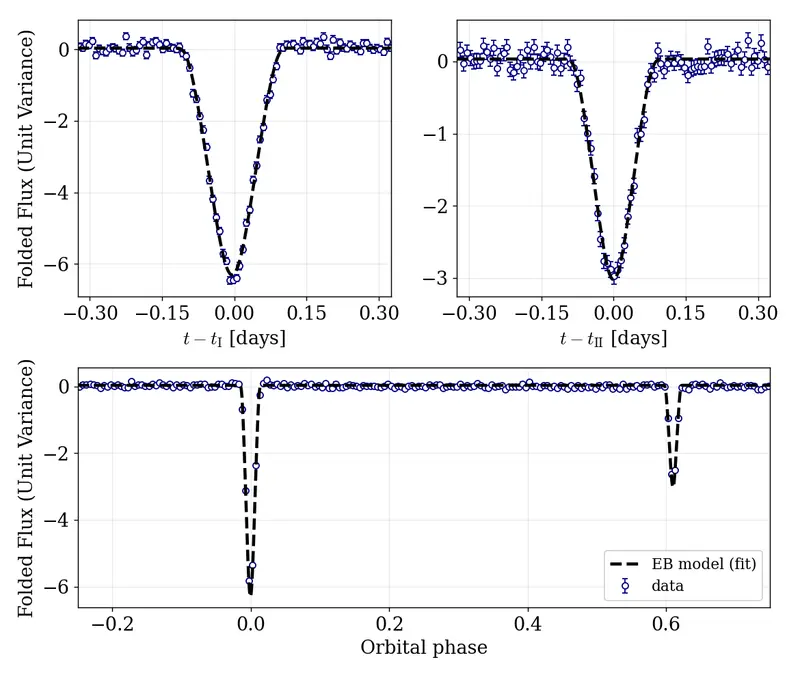 Folded Flux (Unit Variance)
0
−2
−4
−6
−0.30 −0.15 0.00 0.15 0.30
t − t_I [days]
0
−1
−2
−3
−0.30 −0.15 0.00 0.15 0.30
t − t_II [days]
Folded Flux (Unit Variance)
0
−2
−4
−6
−0.2 0.0 0.2 0.4 0.6
Orbital phase
EB model (fit)
data